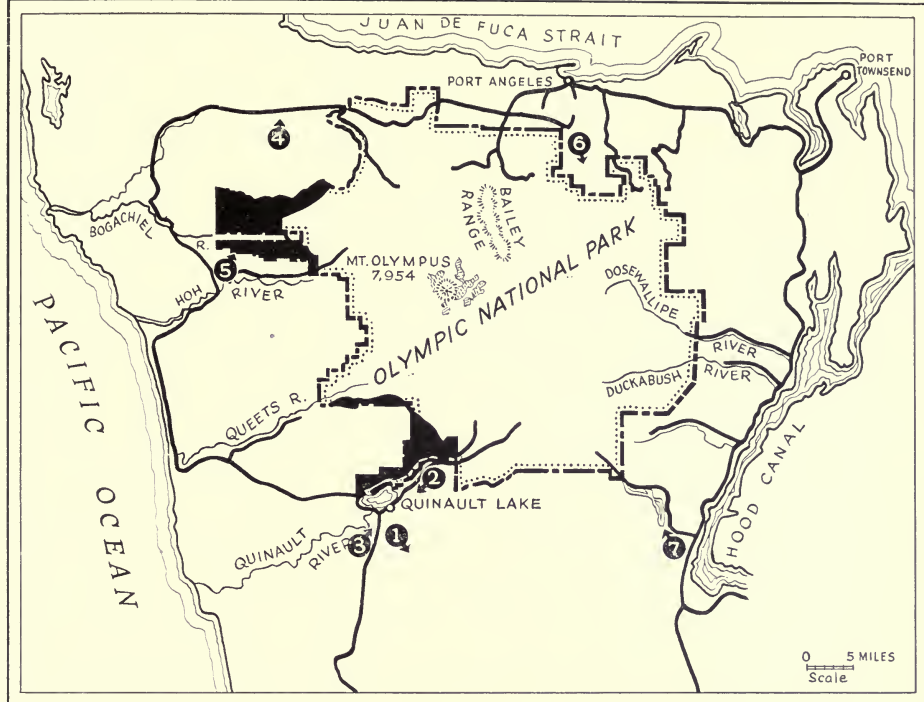 JUAN DE FUCA STRAIT
PORT ANGELES
PORT
TOWNSEND
4
6
BAILEY
RANGE
BOGACHIEL
R.
MT. OLYMPUS
7,954
5
HOH
RIVER
OLYMPIC NATIONAL PARK
DOSEWALLIPE
RIVER
DUCKABUSH
RIVER
PACIFIC OCEAN
QUEETS R.
HOOD CANAL
2
QUINAULT LAKE
QUINAULT
RIVER
3
1
7
0 5 MILES
Scale